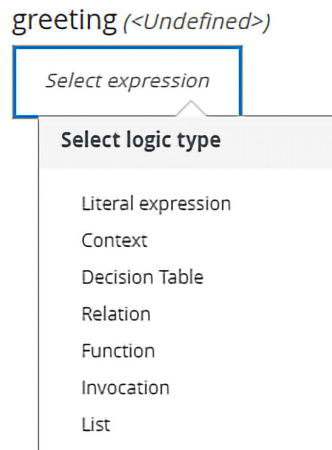 greeting (<Undefined>)
Select expression
Select logic type
Literal expression
Context
Decision Table
Relation
Function
Invocation
List